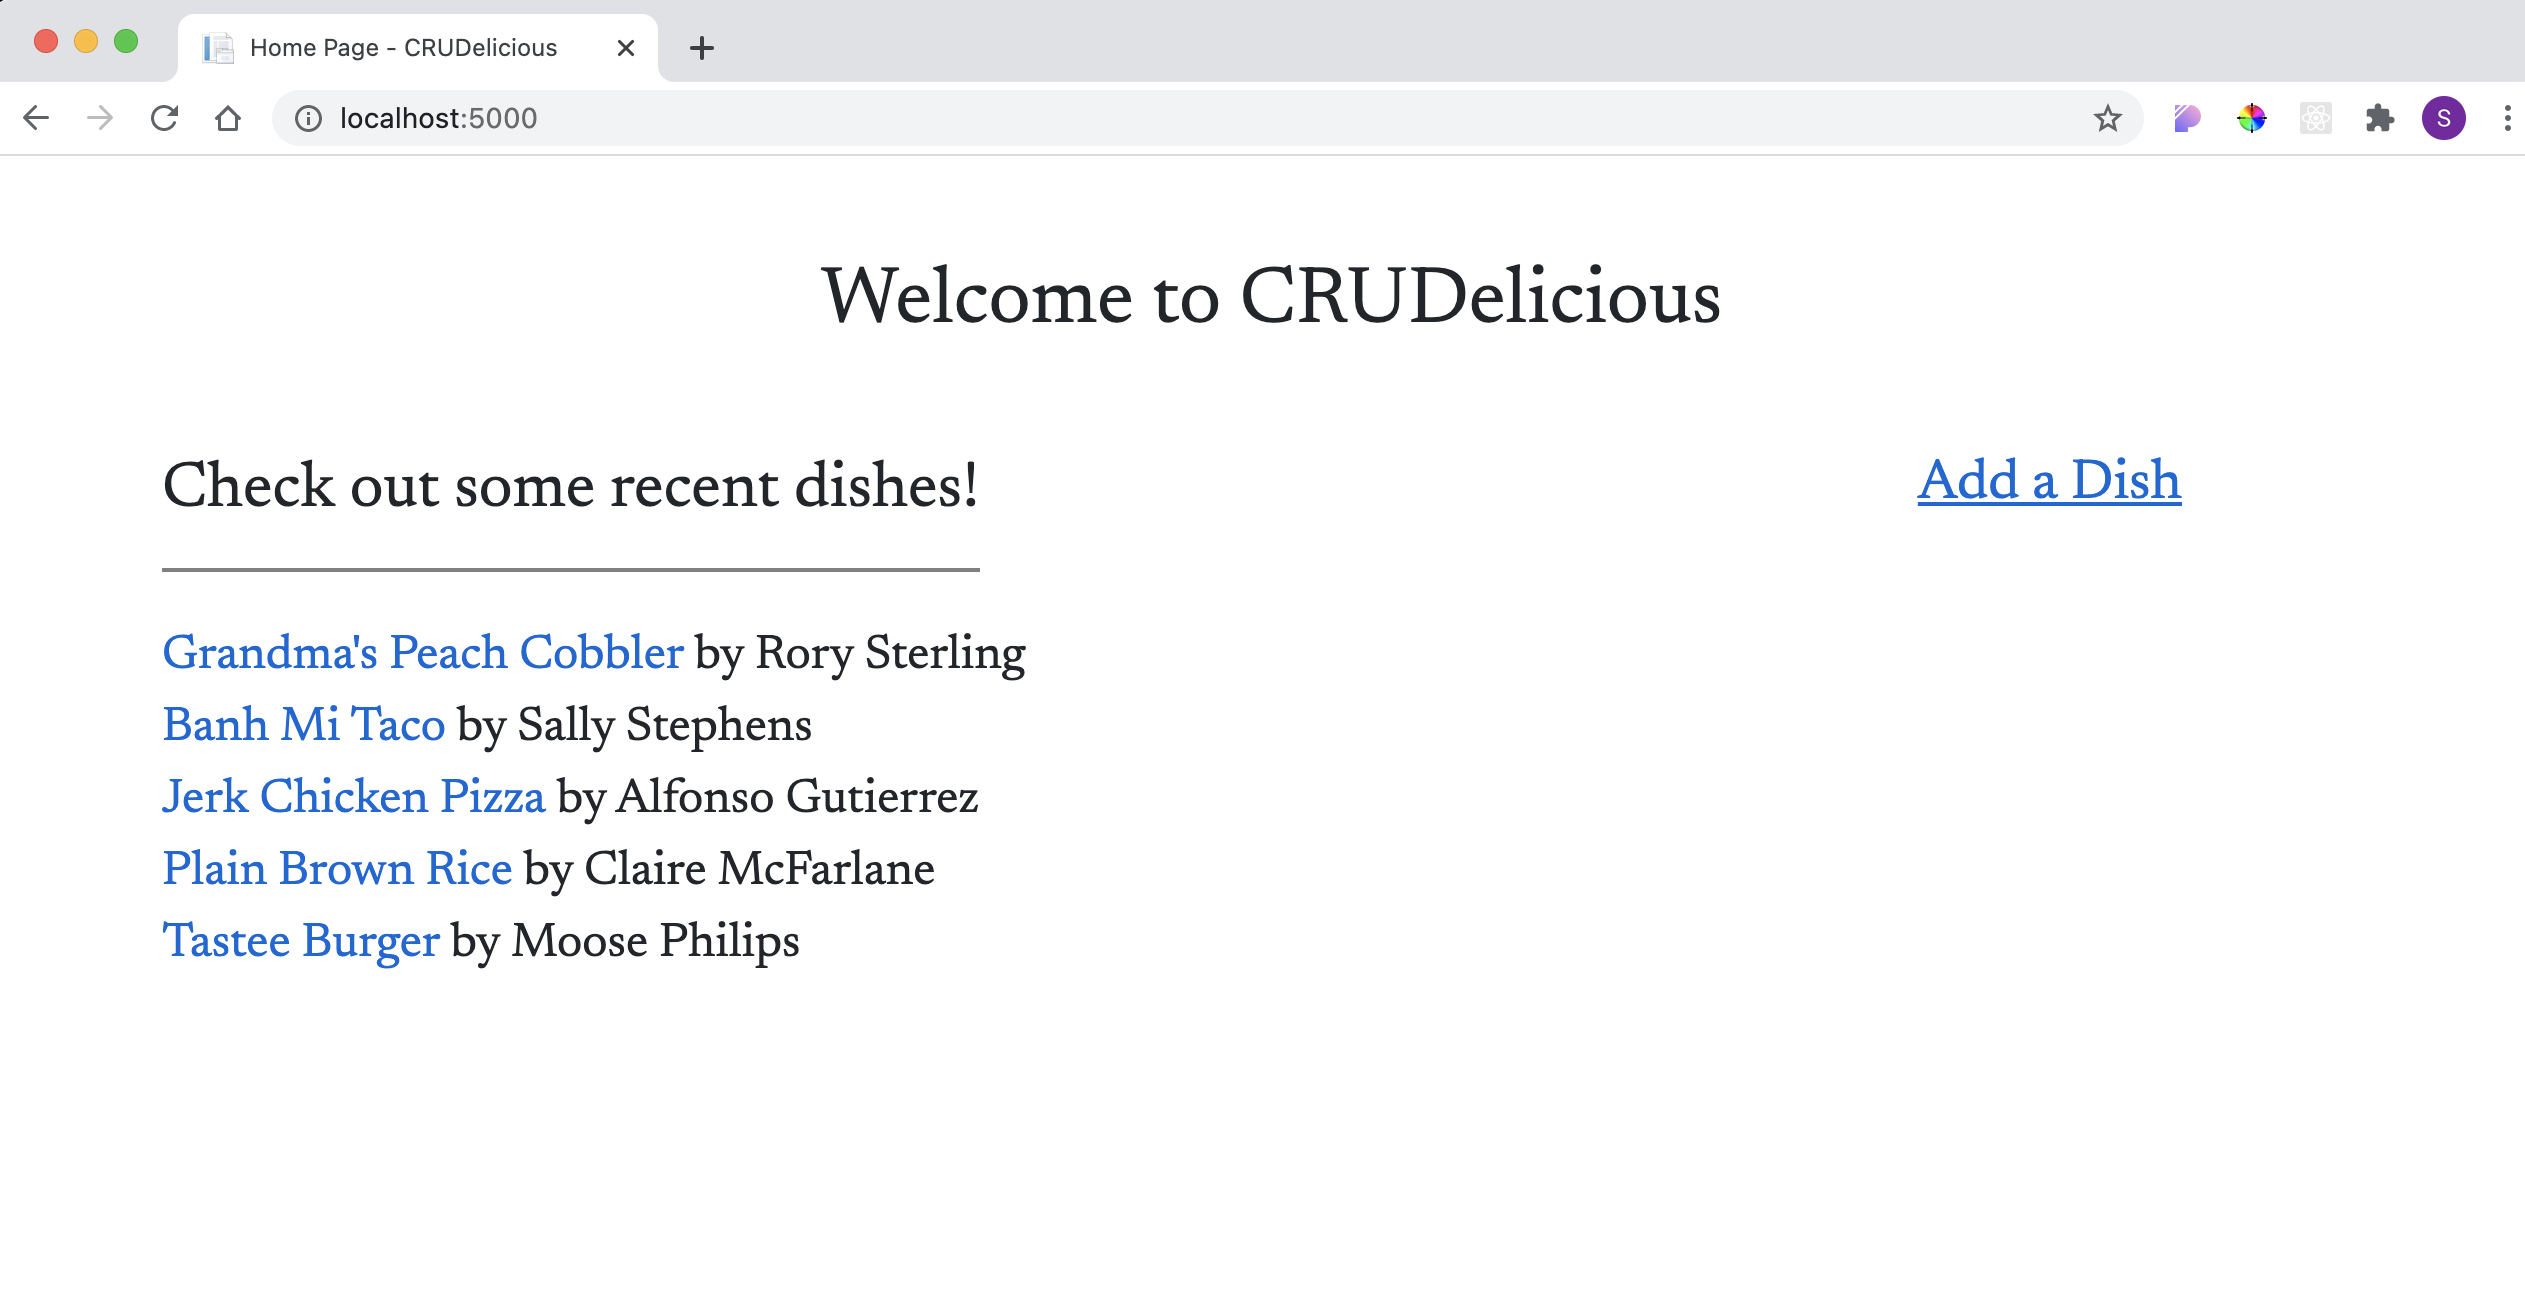 Home Page - CRUDelicious
localhost:5000
S
Welcome to CRUDelicious
Check out some recent dishes!
Add a Dish
Grandma's Peach Cobbler by Rory Sterling
Banh Mi Taco by Sally Stephens
Jerk Chicken Pizza by Alfonso Gutierrez
Plain Brown Rice by Claire McFarlane
Tastee Burger by Moose Philips